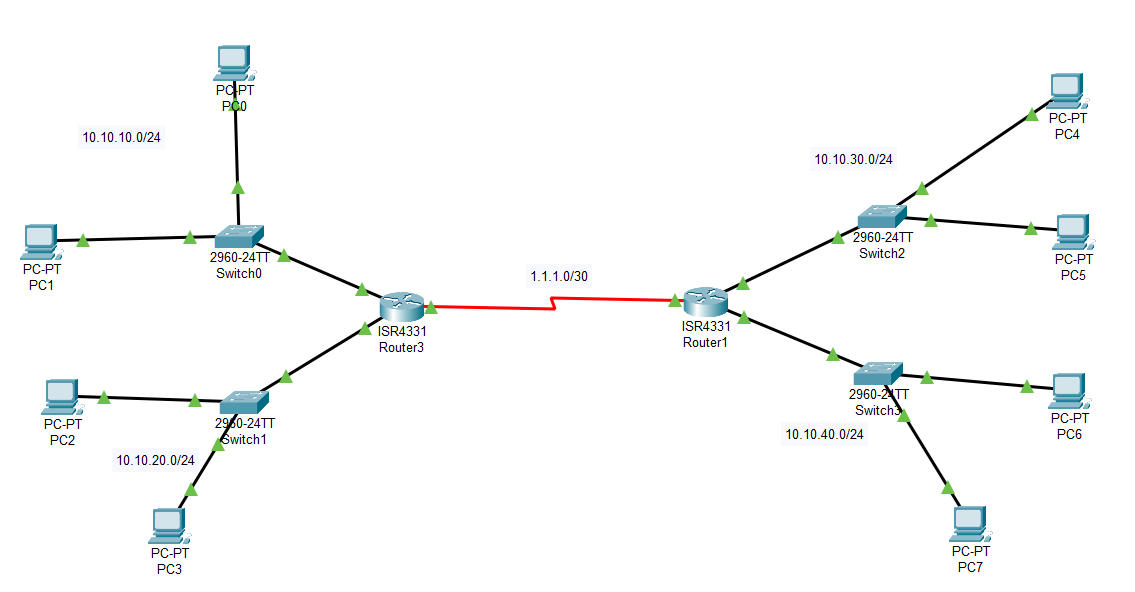 PC-PT
PC0
10.10.10.0/24
PC-PT
PC4
10.10.30.0/24
2960-24TT
Switch0
PC-PT
PC1
2960-24TT
Switch2
PC-PT
PC5
1.1.1.0/30
ISR4331
Router3
ISR4331
Router1
2960-24TT
Switch1
PC-PT
PC2
10.10.20.0/24
2960-24TT
Switch3
10.10.40.0/24
PC-PT
PC6
PC-PT
PC3
PC-PT
PC7